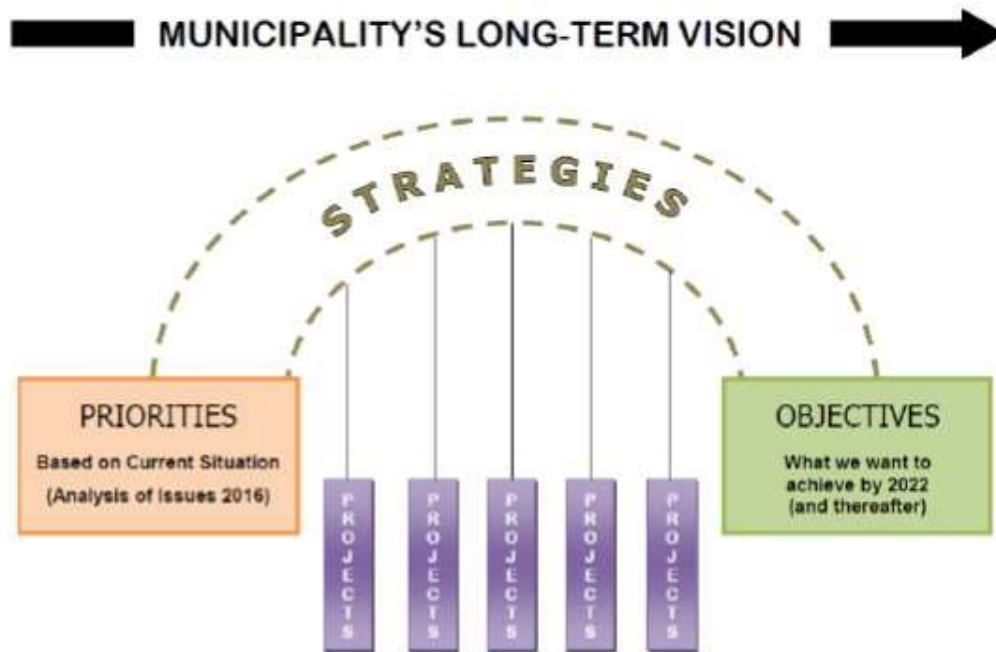 MUNICIPALITY'S LONG-TERM VISION
STRATEGIES
PRIORITIES
Based on Current Situation
(Analysis of Issues 2016)
OBJECTIVES
What we want to
achieve by 2022
(and thereafter)
PROJECTS
PROJECTS
PROJECTS
PROJECTS
PROJECTS